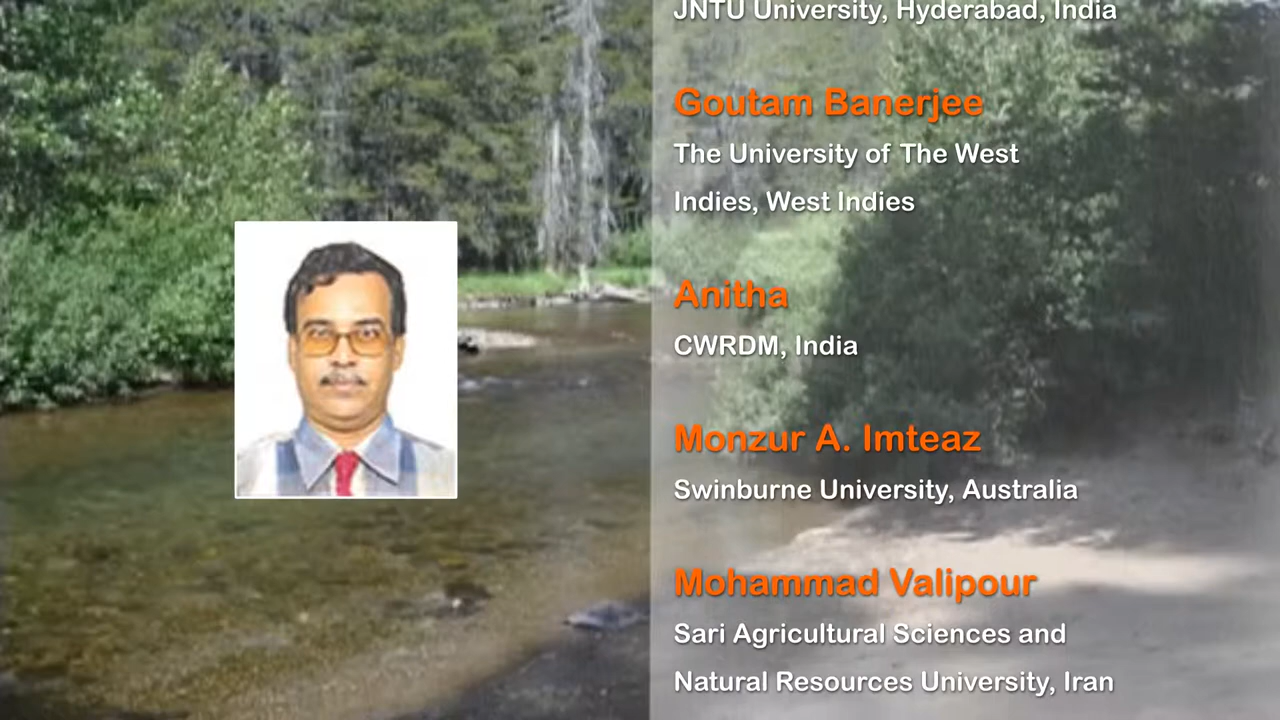 JNTU University, Hyderabad, India
Goutam Banerjee
The University of The West
Indies, West Indies
Anitha
CWRDM, India
Monzur A. Imteaz
Swinburne University, Australia
Mohammad Valipour
Sari Agricultural Sciences and
Natural Resources University, Iran